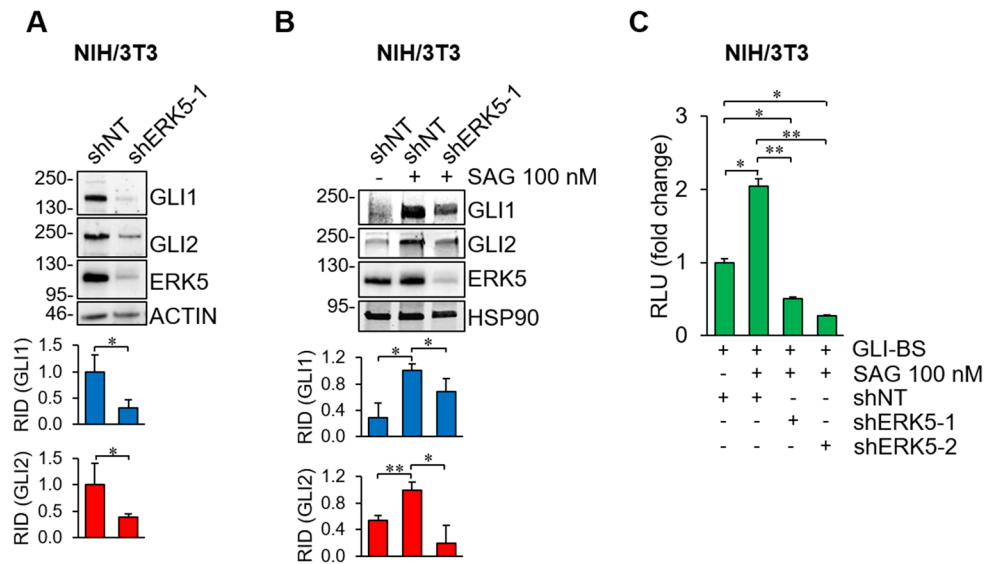 A
NIH/3T3
shNT
shERK5-1
250-
130-
GLI1
250-
GLI2
130-
95-
ERK5
46-
ACTIN
RID (GLI1)
1.5
1.0
0.5
0.0
*
RID (GLI2)
1.5
1.0
0.5
0.0
*
B
NIH/3T3
shNT
shNT
shERK5-1
- + + SAG 100 nM
250-
130-
GLI1
250-
GLI2
130-
ERK5
95-
HSP90
RID (GLI1)
1.2
0.8
0.4
0.0
* *
RID (GLI2)
1.2
0.8
0.4
0.0
** *
C
NIH/3T3
RLU (fold change)
3
2
1
0
*
*
**
* **
+ + + + GLI-BS
- + + + SAG 100 nM
+ + - - shNT
- - + - shERK5-1
- - - + shERK5-2